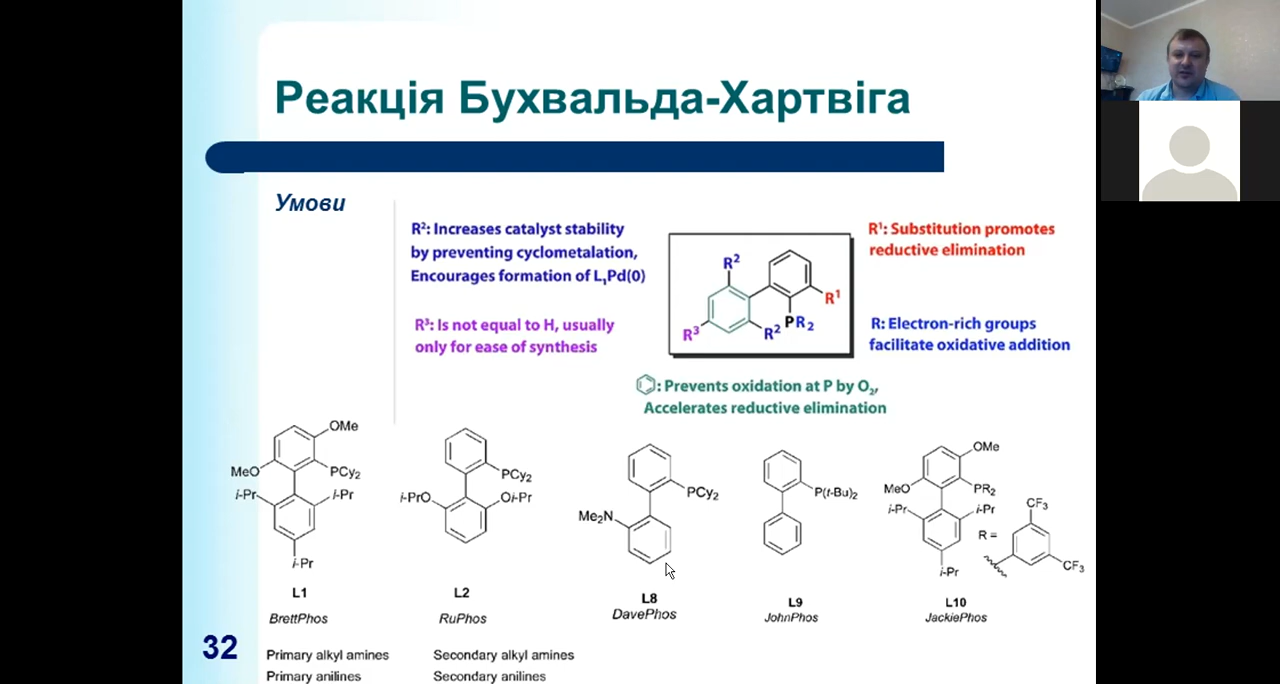 Реакція Бухвальда-Хартвіга
Умови
R²: Increases catalyst stability
by preventing cyclometalation,
Encourages formation of L₁Pd(0)
R³: Is not equal to H, usually
only for ease of synthesis
R²
R¹
R³
R²
PR₂
R¹: Substitution promotes
reductive elimination
R: Electron-rich groups
facilitate oxidative addition
: Prevents oxidation at P by O₂,
Accelerates reductive elimination
OMe
MeO
PCy₂
i-Pr
i-Pr
i-Pr
L1
BrettPhos
PCy₂
i-PrO
Oi-Pr
L2
RuPhos
PCy₂
Me₂N
L8
DavePhos
P(t-Bu)₂
L9
JohnPhos
OMe
MeO
PR₂
i-Pr
i-Pr
i-Pr
R =
CF₃
CF₃
L10
JackiePhos
32
Primary alkyl amines
Primary anilines
Secondary alkyl amines
Secondary anilines